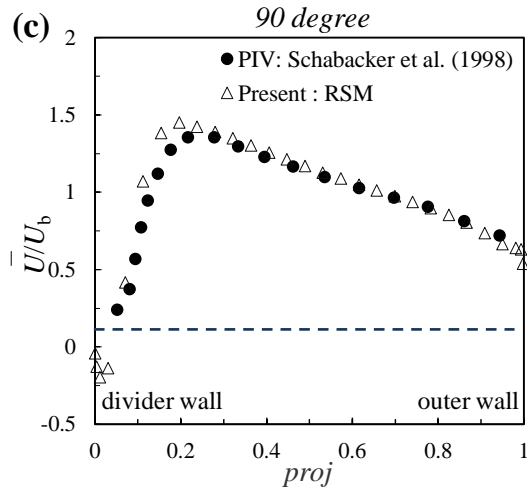 (c)
90 degree
2
PIV: Schabacker et al. (1998)
Present : RSM
1.5
1
0.5
0
-0.5
U̅/U_b
divider wall
outer wall
0
0.2
0.4
0.6
0.8
1
proj